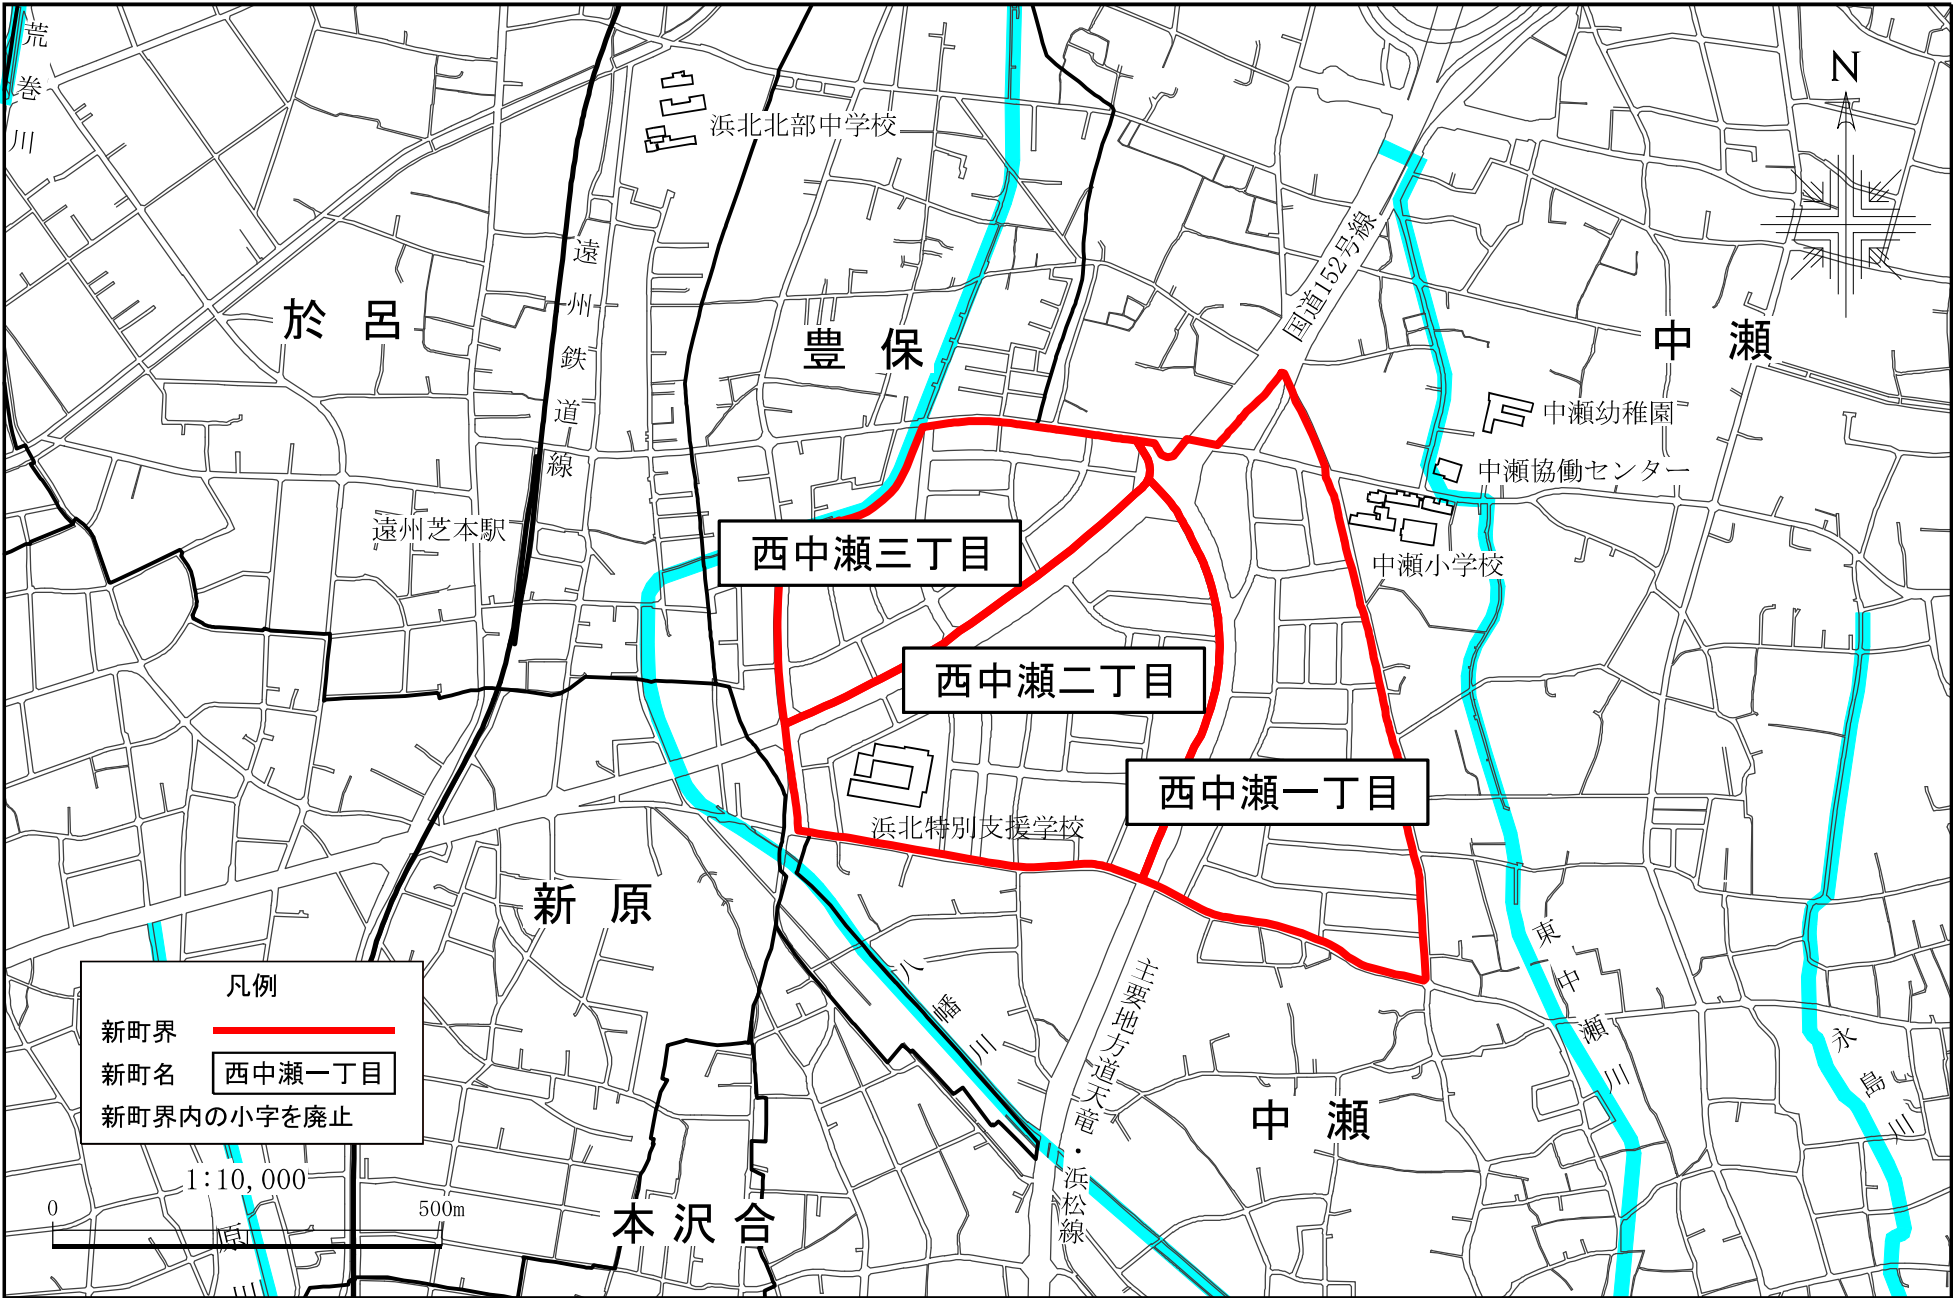 荒巻川
N
浜北北部中学校
遠州鉄道線
国道152号線
於呂
豊保
中瀬
中瀬幼稚園
中瀬協働センター
遠州芝本駅
西中瀬三丁目
中瀬小学校
西中瀬二丁目
西中瀬一丁目
浜北特別支援学校
新原
東中瀬川
八幡川
主要地方道天竜・浜松線
永島川
凡例
新町界
新町名 西中瀬一丁目
新町界内の小字を廃止
中瀬
1:10,000
0 500m
本沢合
原川